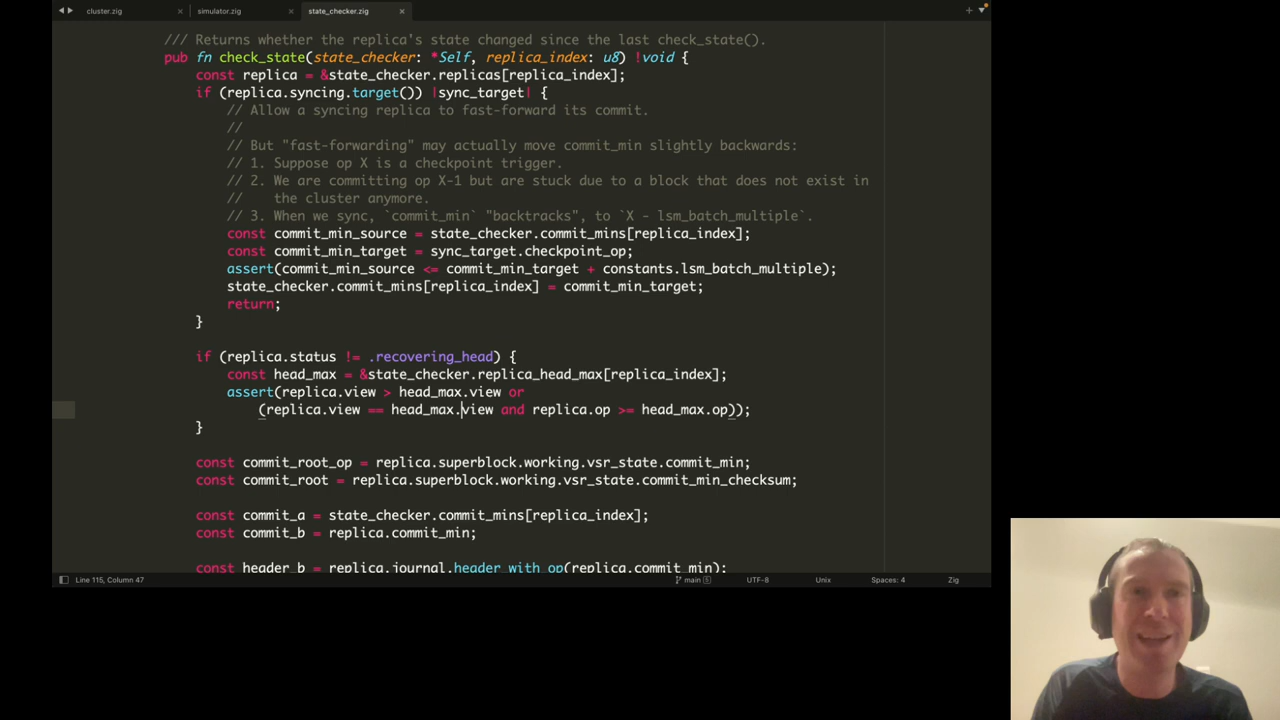 cluster.zig simulator.zig state_checker.zig
/// Returns whether the replica's state changed since the last check_state().
pub fn check_state(state_checker: *Self, replica_index: u8) !void {
const replica = &state_checker.replicas[replica_index];
if (replica.syncing.target()) |sync_target| {
// Allow a syncing replica to fast-forward its commit.
//
// But "fast-forwarding" may actually move commit_min slightly backwards:
// 1. Suppose op X is a checkpoint trigger.
// 2. We are committing op X-1 but are stuck due to a block that does not exist in
//    the cluster anymore.
// 3. When we sync, `commit_min` "backtracks", to `X - lsm_batch_multiple`.
const commit_min_source = state_checker.commit_mins[replica_index];
const commit_min_target = sync_target.checkpoint_op;
assert(commit_min_source <= commit_min_target + constants.lsm_batch_multiple);
state_checker.commit_mins[replica_index] = commit_min_target;
return;
}
if (replica.status != .recovering_head) {
const head_max = &state_checker.replica_head_max[replica_index];
assert(replica.view > head_max.view or
(replica.view == head_max.view and replica.op >= head_max.op));
}
const commit_root_op = replica.superblock.working.vsr_state.commit_min;
const commit_root = replica.superblock.working.vsr_state.commit_min_checksum;
const commit_a = state_checker.commit_mins[replica_index];
const commit_b = replica.commit_min;
const header_b = replica.journal.header_with_op(replica.commit_min);
Line 115, Column 47 main 5 UTF-8 Unix Spaces: 4 Zig